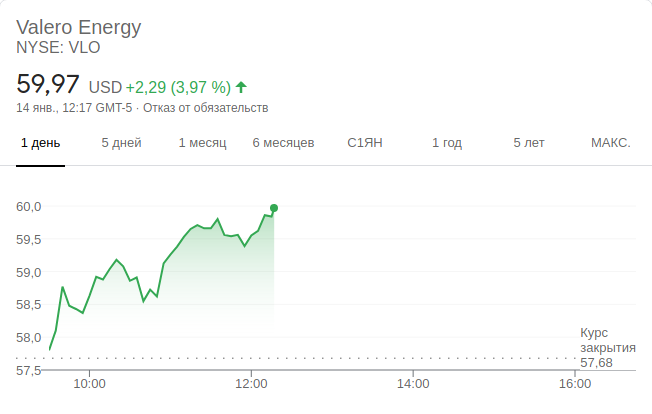 Valero Energy
NYSE: VLO
59,97 USD +2,29 (3,97 %)
14 янв., 12:17 GMT-5 · Отказ от обязательств
1 день 5 дней 1 месяц 6 месяцев С1ЯН 1 год 5 лет МАКС.
60,0
59,5
59,0
58,5
58,0
57,5
Курс
закрытия
57,68
10:00 12:00 14:00 16:00